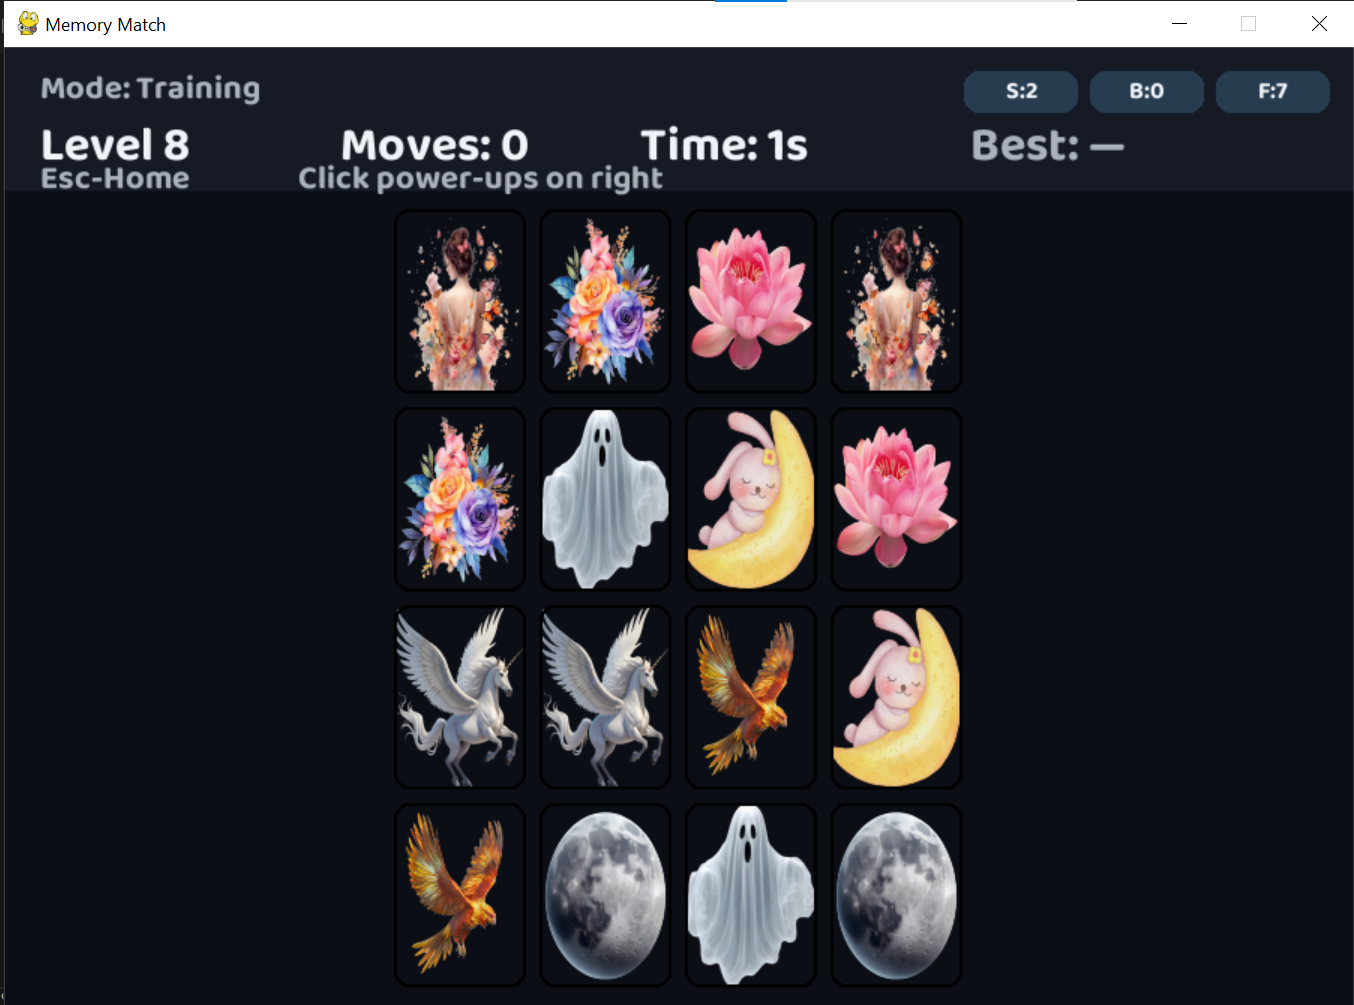 Memory Match
Mode: Training
S:2 B:0 F:7
Level 8 Moves: 0 Time: 1s Best: —
Esc-Home Click power-ups on right